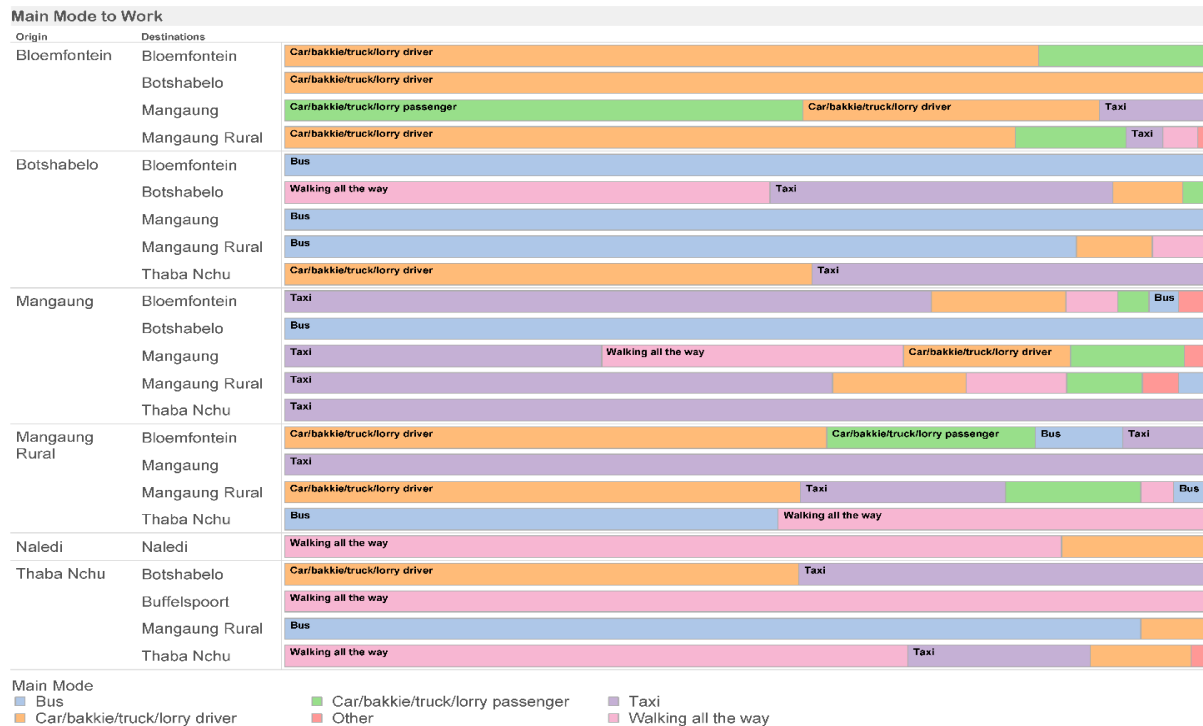 Main Mode to Work
Origin Destinations
Bloemfontein Bloemfontein Car/bakkie/truck/lorry driver
Botshabelo Car/bakkie/truck/lorry driver
Mangaung Car/bakkie/truck/lorry passenger Car/bakkie/truck/lorry driver Taxi
Mangaung Rural Car/bakkie/truck/lorry driver Taxi
Botshabelo Bloemfontein Bus
Botshabelo Walking all the way Taxi
Mangaung Bus
Mangaung Rural Bus
Thaba Nchu Car/bakkie/truck/lorry driver Taxi
Mangaung Bloemfontein Taxi Bus
Botshabelo Bus
Mangaung Taxi Walking all the way Car/bakkie/truck/lorry driver
Mangaung Rural Taxi
Thaba Nchu Taxi
Mangaung Rural Bloemfontein Car/bakkie/truck/lorry driver Car/bakkie/truck/lorry passenger Bus Taxi
Mangaung Taxi
Mangaung Rural Car/bakkie/truck/lorry driver Taxi Bus
Thaba Nchu Bus Walking all the way
Naledi Naledi Walking all the way
Thaba Nchu Botshabelo Car/bakkie/truck/lorry driver Taxi
Buffelspoort Walking all the way
Mangaung Rural Bus
Thaba Nchu Walking all the way Taxi
Main Mode
Bus Car/bakkie/truck/lorry passenger Taxi
Car/bakkie/truck/lorry driver Other Walking all the way